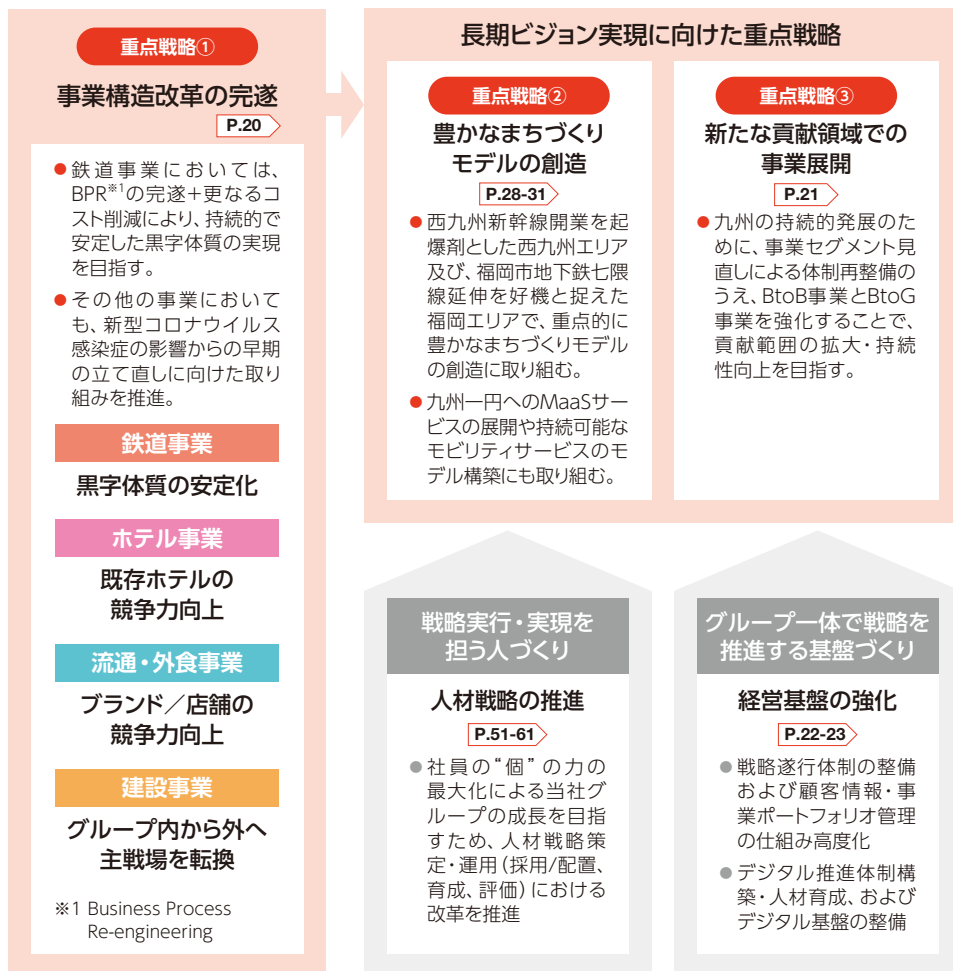 重点戦略①
事業構造改革の完遂
P.20
●鉄道事業においては、
BPR※1の完遂+更なるコ
スト削減により、持続的で
安定した黒字体質の実現
を目指す。
●その他の事業において
も、新型コロナウイルス
感染症の影響からの早期
の立て直しに向けた取り
組みを推進。
鉄道事業
黒字体質の安定化
ホテル事業
既存ホテルの
競争力向上
流通・外食事業
ブランド／店舗の
競争力向上
建設事業
グループ内から外へ
主戦場を転換
※1 Business Process
Re-engineering
長期ビジョン実現に向けた重点戦略
重点戦略②
豊かなまちづくり
モデルの創造
P.28-31
●西九州新幹線開業を起
爆剤とした西九州エリア
及び、福岡市地下鉄七隈
線延伸を好機と捉えた
福岡エリアで、重点的に
豊かなまちづくりモデル
の創造に取り組む。
●九州一円へのMaaSサー
ビスの展開や持続可能な
モビリティサービスのモ
デル構築にも取り組む。
重点戦略③
新たな貢献領域での
事業展開
P.21
●九州の持続的発展のた
めに、事業セグメント見
直しによる体制再整備の
うえ、BtoB事業とBtoG
事業を強化することで、
貢献範囲の拡大・持続
性向上を目指す。
戦略実行・実現を
担う人づくり
人材戦略の推進
P.51-61
●社員の“個”の力の
最大化による当社グ
ループの成長を目指
すため、人材戦略策
定・運用(採用/配置、
育成、評価)における
改革を推進
グループ一体で戦略を
推進する基盤づくり
経営基盤の強化
P.22-23
●戦略遂行体制の整備
および顧客情報・事
業ポートフォリオ管理
の仕組み高度化
●デジタル推進体制構
築・人材育成、および
デジタル基盤の整備